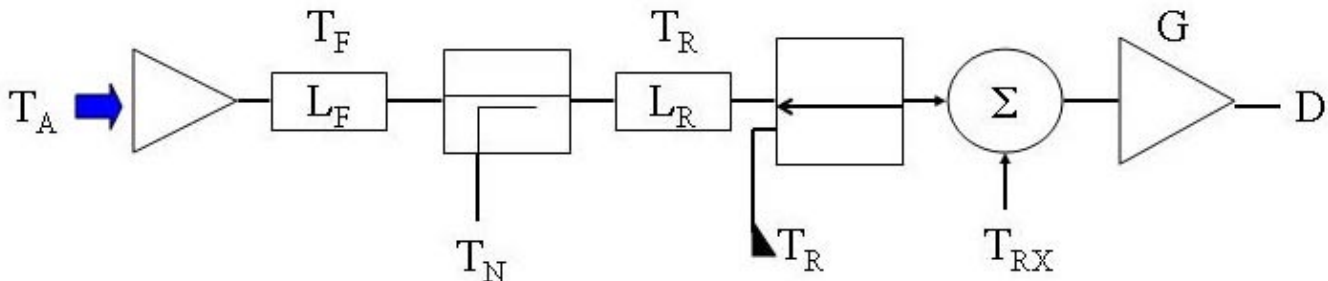 T_F T_R G
T_A L_F L_R Σ D
T_N T_R T_RX